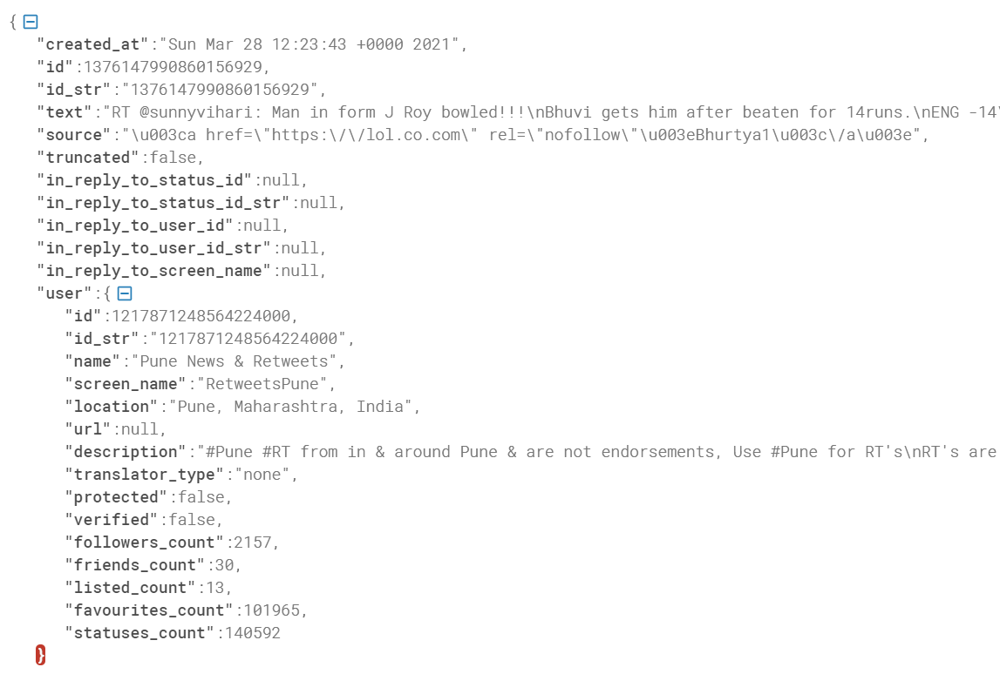 {
"created_at":"Sun Mar 28 12:23:43 +0000 2021",
"id":1376147990860156929,
"id_str":"1376147990860156929",
"text":"RT @sunnyvihari: Man in form J Roy bowled!!!\nBhuvi gets him after beaten for 14runs.\nENG -14\
"source":"\u003ca href=\"https:\/\/lol.co.com\" rel=\"nofollow\"\u003eBhurtya1\u003c\/a\u003e",
"truncated":false,
"in_reply_to_status_id":null,
"in_reply_to_status_id_str":null,
"in_reply_to_user_id":null,
"in_reply_to_user_id_str":null,
"in_reply_to_screen_name":null,
"user":{
"id":1217871248564224000,
"id_str":"1217871248564224000",
"name":"Pune News & Retweets",
"screen_name":"RetweetsPune",
"location":"Pune, Maharashtra, India",
"url":null,
"description":"#Pune #RT from in & around Pune & are not endorsements, Use #Pune for RT's\nRT's are
"translator_type":"none",
"protected":false,
"verified":false,
"followers_count":2157,
"friends_count":30,
"listed_count":13,
"favourites_count":101965,
"statuses_count":140592
}